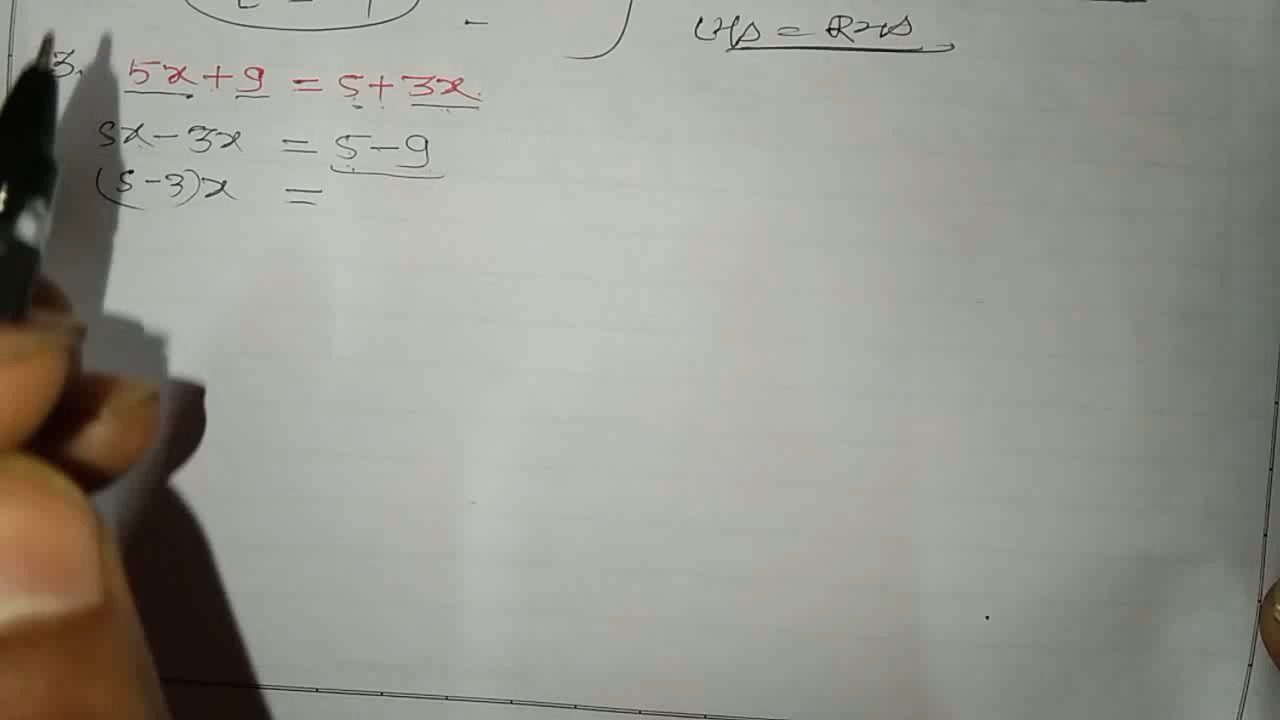 LHS = RHS
3. 5x + 9 = 5 + 3x.
5x - 3x = 5 - 9
(5 - 3)x =